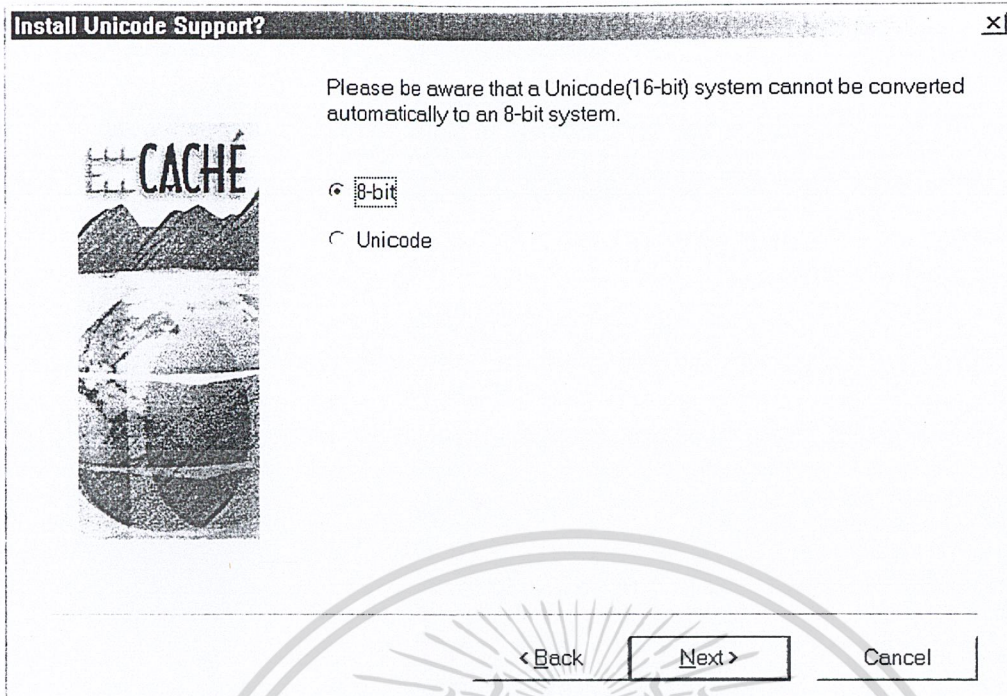 Install Unicode Support?
Please be aware that a Unicode(16-bit) system cannot be converted
automatically to an 8-bit system.
CACHÉ
8-bit
Unicode
< Back
Next >
Cancel